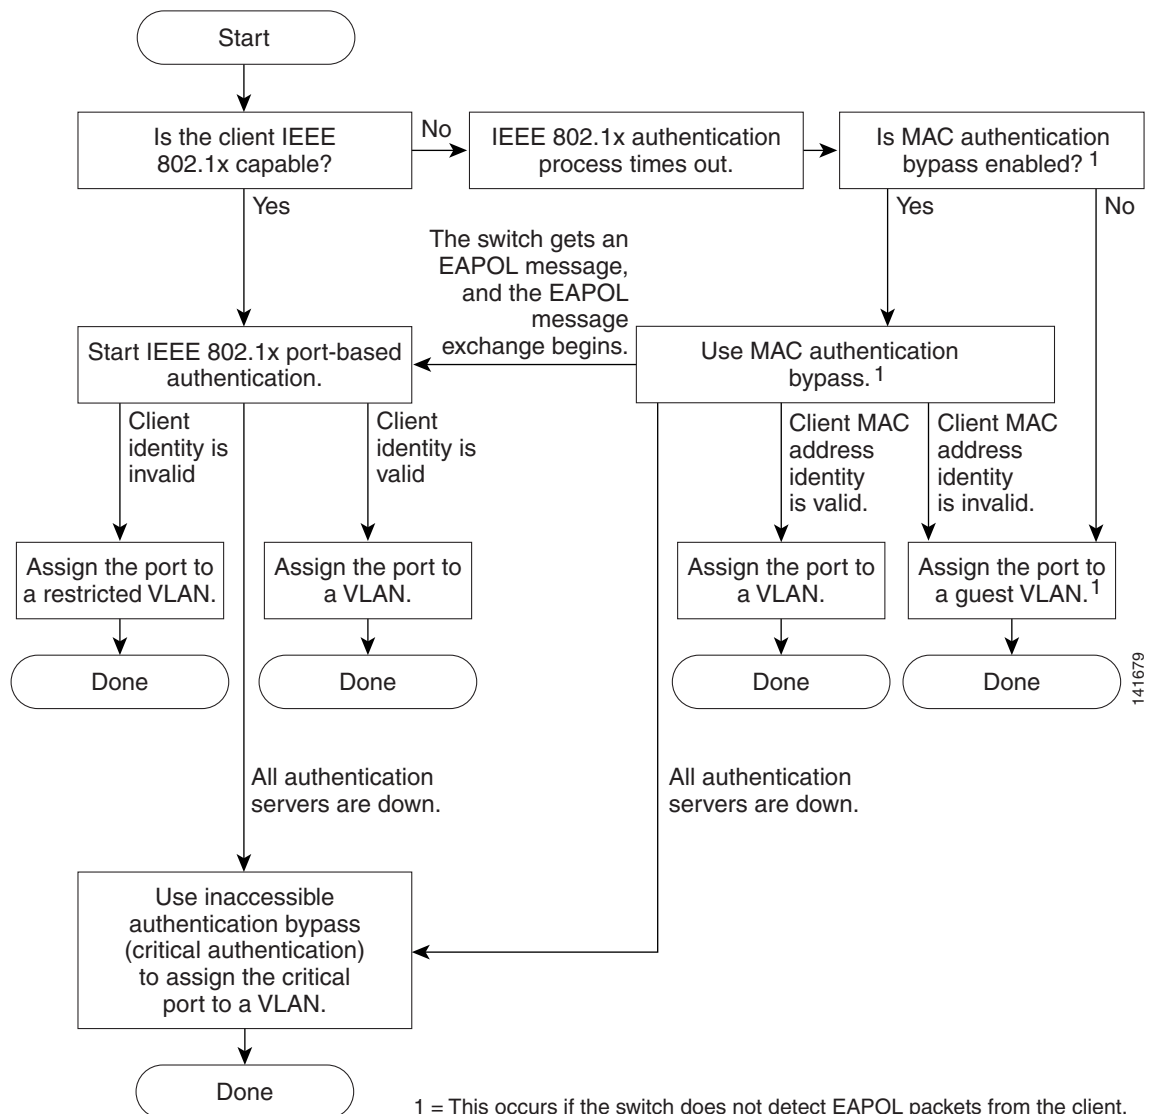 Start
Is the client IEEE
802.1x capable?
No
IEEE 802.1x authentication
process times out.
Is MAC authentication
bypass enabled? 1
Yes
Yes
No
The switch gets an
EAPOL message,
and the EAPOL
message
exchange begins.
Start IEEE 802.1x port-based
authentication.
Use MAC authentication
bypass. 1
Client
identity is
invalid
Client
identity is
valid
Client MAC
address
identity
is valid.
Client MAC
address
identity
is invalid.
Assign the port to
a restricted VLAN.
Assign the port to
a VLAN.
Assign the port to
a VLAN.
Assign the port to
a guest VLAN. 1
Done
Done
Done
Done
141679
All authentication
servers are down.
All authentication
servers are down.
Use inaccessible
authentication bypass
(critical authentication)
to assign the critical
port to a VLAN.
Done
1 = This occurs if the switch does not detect EAPOL packets from the client.